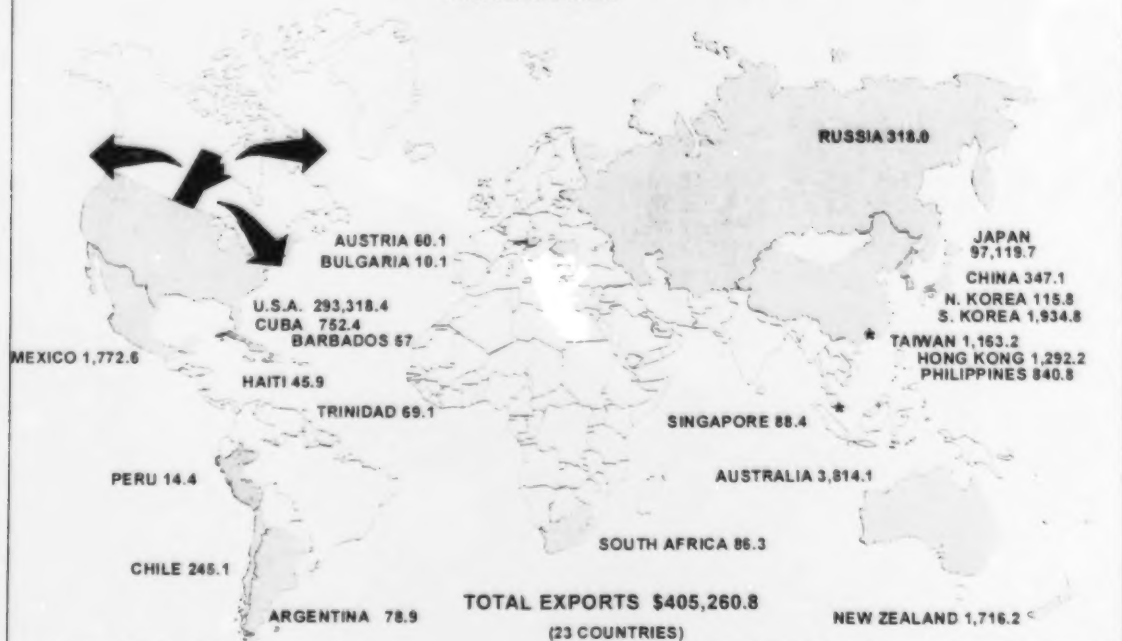 RUSSIA 318.0
AUSTRIA 60.1
BULGARIA 10.1
JAPAN
97,119.7
CHINA 347.1
N. KOREA 115.8
S. KOREA 1,934.8
U.S.A. 293,318.4
CUBA 752.4
BARBADOS 57
MEXICO 1,772.6
* TAIWAN 1,163.2
HONG KONG 1,292.2
PHILIPPINES 840.8
HAITI 45.9
TRINIDAD 69.1
*
SINGAPORE 88.4
PERU 14.4
AUSTRALIA 3,814.1
SOUTH AFRICA 86.3
CHILE 245.1
TOTAL EXPORTS $405,260.8
(23 COUNTRIES)
ARGENTINA 78.9
NEW ZEALAND 1,716.2